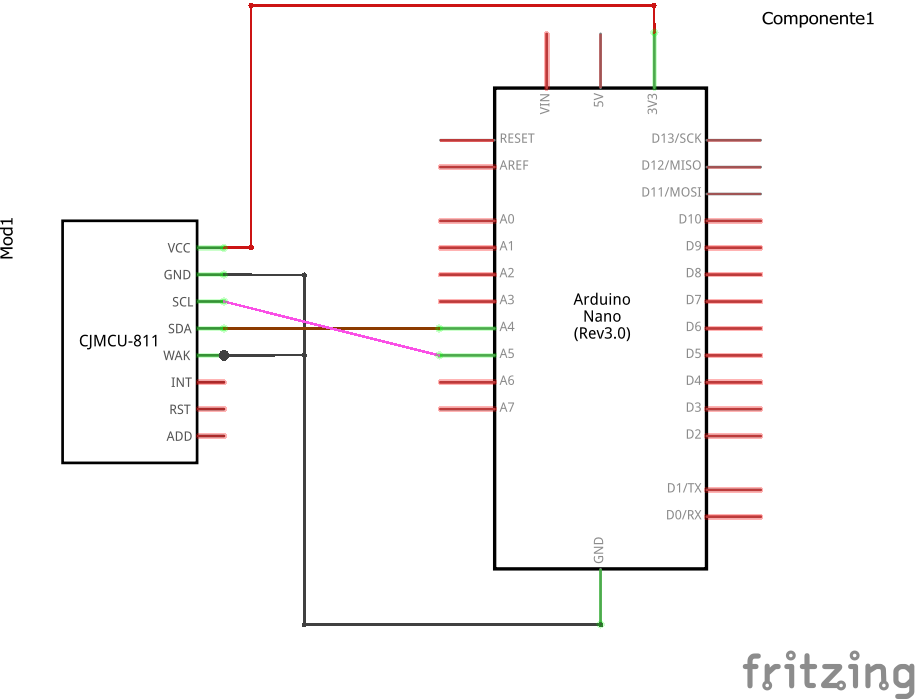 Componente1
VIN
5V
3V3
RESET
AREF
A0
A1
A2
A3
A4
A5
A6
A7
D13/SCK
D12/MISO
D11/MOSI
D10
D9
D8
D7
D6
D5
D4
D3
D2
D1/TX
D0/RX
Arduino
Nano
(Rev3.0)
GND
Mod1
CJMCU-811
VCC
GND
SCL
SDA
WAK
INT
RST
ADD
fritzing